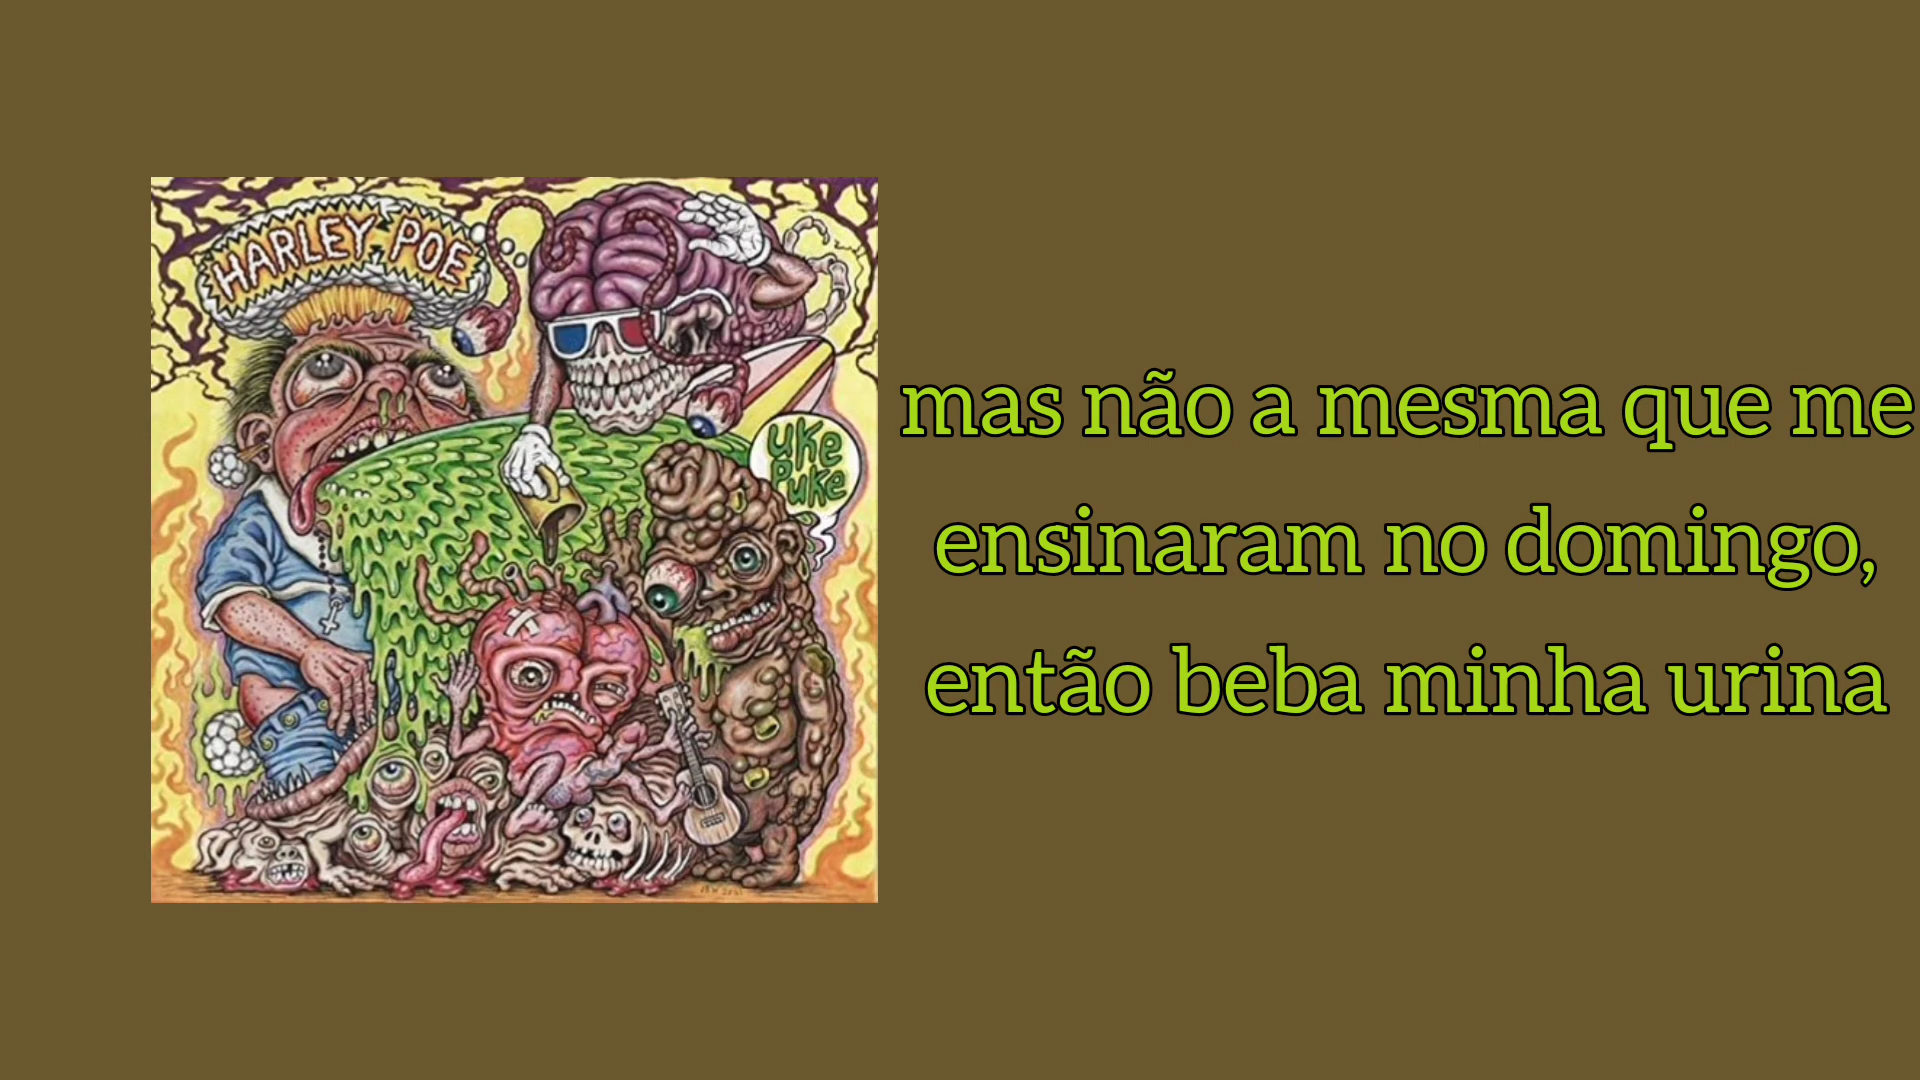 HARLEY POE
uke
Puke
mas não a mesma que me
ensinaram no domingo,
então beba minha urina